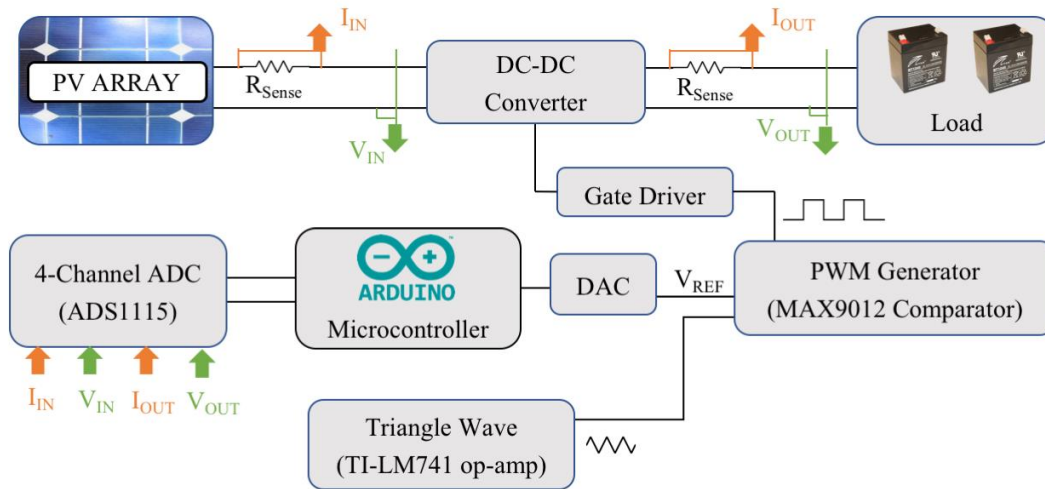 I_IN
I_OUT
PV ARRAY
R_Sense
DC-DC
Converter
R_Sense
V_IN
V_OUT
Load
Gate Driver
4-Channel ADC
(ADS1115)
ARDUINO
Microcontroller
DAC
V_REF
PWM Generator
(MAX9012 Comparator)
I_IN
V_IN
I_OUT
V_OUT
Triangle Wave
(TI-LM741 op-amp)